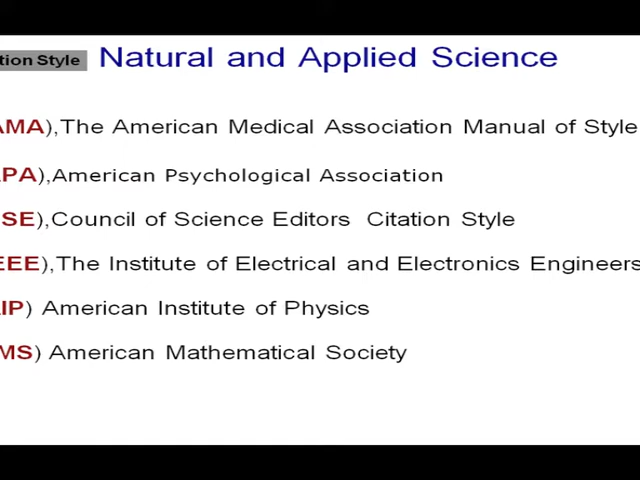 tion Style Natural and Applied Science
AMA),The American Medical Association Manual of Style
PA),American Psychological Association
SE),Council of Science Editors Citation Style
EEE),The Institute of Electrical and Electronics Engineers
IP) American Institute of Physics
MS) American Mathematical Society